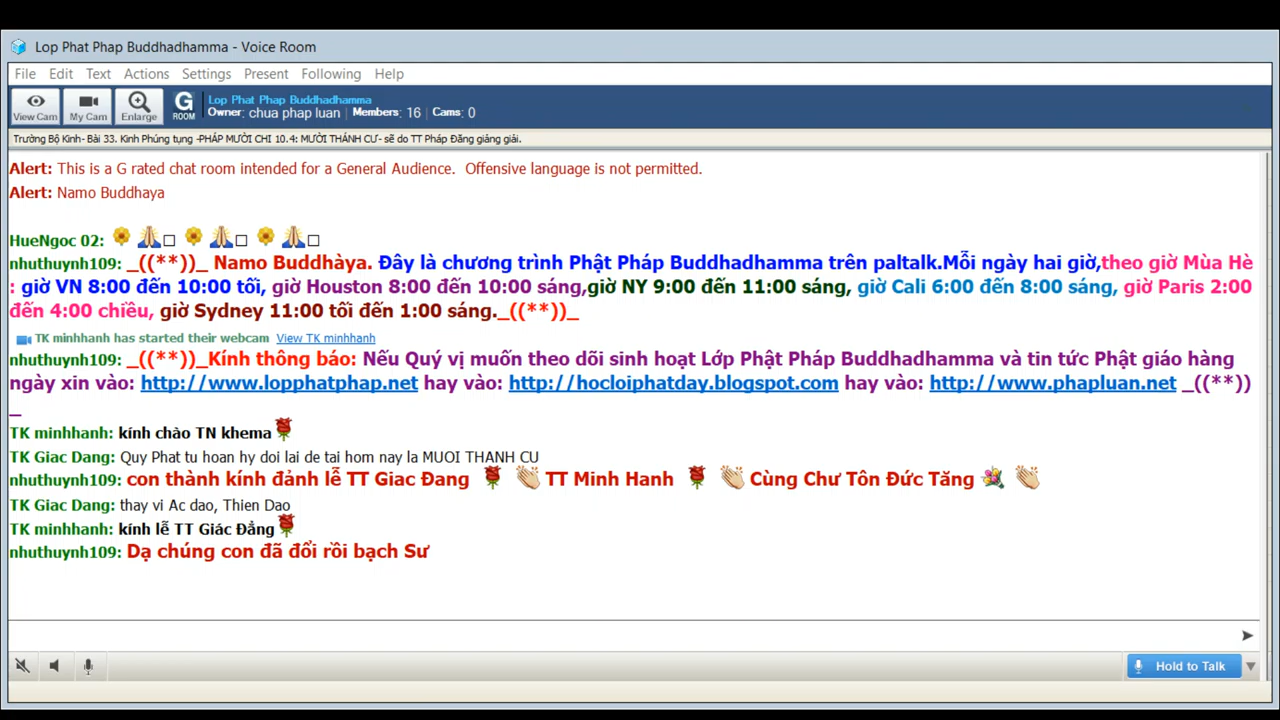 Lop Phat Phap Buddhadhamma - Voice Room
File Edit Text Actions Settings Present Following Help
View Cam My Cam Enlarge G ROOM Lop Phat Phap Buddhadhamma
Owner: chua phap luan | Members: 16 | Cams: 0
Trường Bộ Kinh- Bài 33. Kinh Phúng tụng -PHÁP MƯỜI CHI 10.4: MƯỜI THÁNH CƯ- sẽ do TT Pháp Đăng giảng giải.
Alert: This is a G rated chat room intended for a General Audience. Offensive language is not permitted.
Alert: Namo Buddhaya
HueNgoc 02: 🌼 🙏□ 🌼 🙏□ 🌼 🙏□
nhuthuynh109: _((**))_ Namo Buddhàya. Đây là chương trình Phật Pháp Buddhadhamma trên paltalk.Mỗi ngày hai giờ,theo giờ Mùa Hè
: giờ VN 8:00 đến 10:00 tối, giờ Houston 8:00 đến 10:00 sáng,giờ NY 9:00 đến 11:00 sáng, giờ Cali 6:00 đến 8:00 sáng, giờ Paris 2:00
đến 4:00 chiều, giờ Sydney 11:00 tối đến 1:00 sáng._((**))_
TK minhhanh has started their webcam View TK minhhanh
nhuthuynh109: _((**))_Kính thông báo: Nếu Quý vị muốn theo dõi sinh hoạt Lớp Phật Pháp Buddhadhamma và tin tức Phật giáo hàng
ngày xin vào: http://www.lopphatphap.net hay vào: http://hocloiphatday.blogspot.com hay vào: http://www.phapluan.net _((**))
_
TK minhhanh: kính chào TN khema🌹
TK Giac Dang: Quy Phat tu hoan hy doi lai de tai hom nay la MUOI THANH CU
nhuthuynh109: con thành kính đảnh lễ TT Giac Đang 🌹 👏 TT Minh Hanh 🌹 👏 Cùng Chư Tôn Đức Tăng 💐 👏
TK Giac Dang: thay vi Ac dao, Thien Dao
TK minhhanh: kính lễ TT Giác Đẳng🌹
nhuthuynh109: Dạ chúng con đã đổi rồi bạch Sư
Hold to Talk